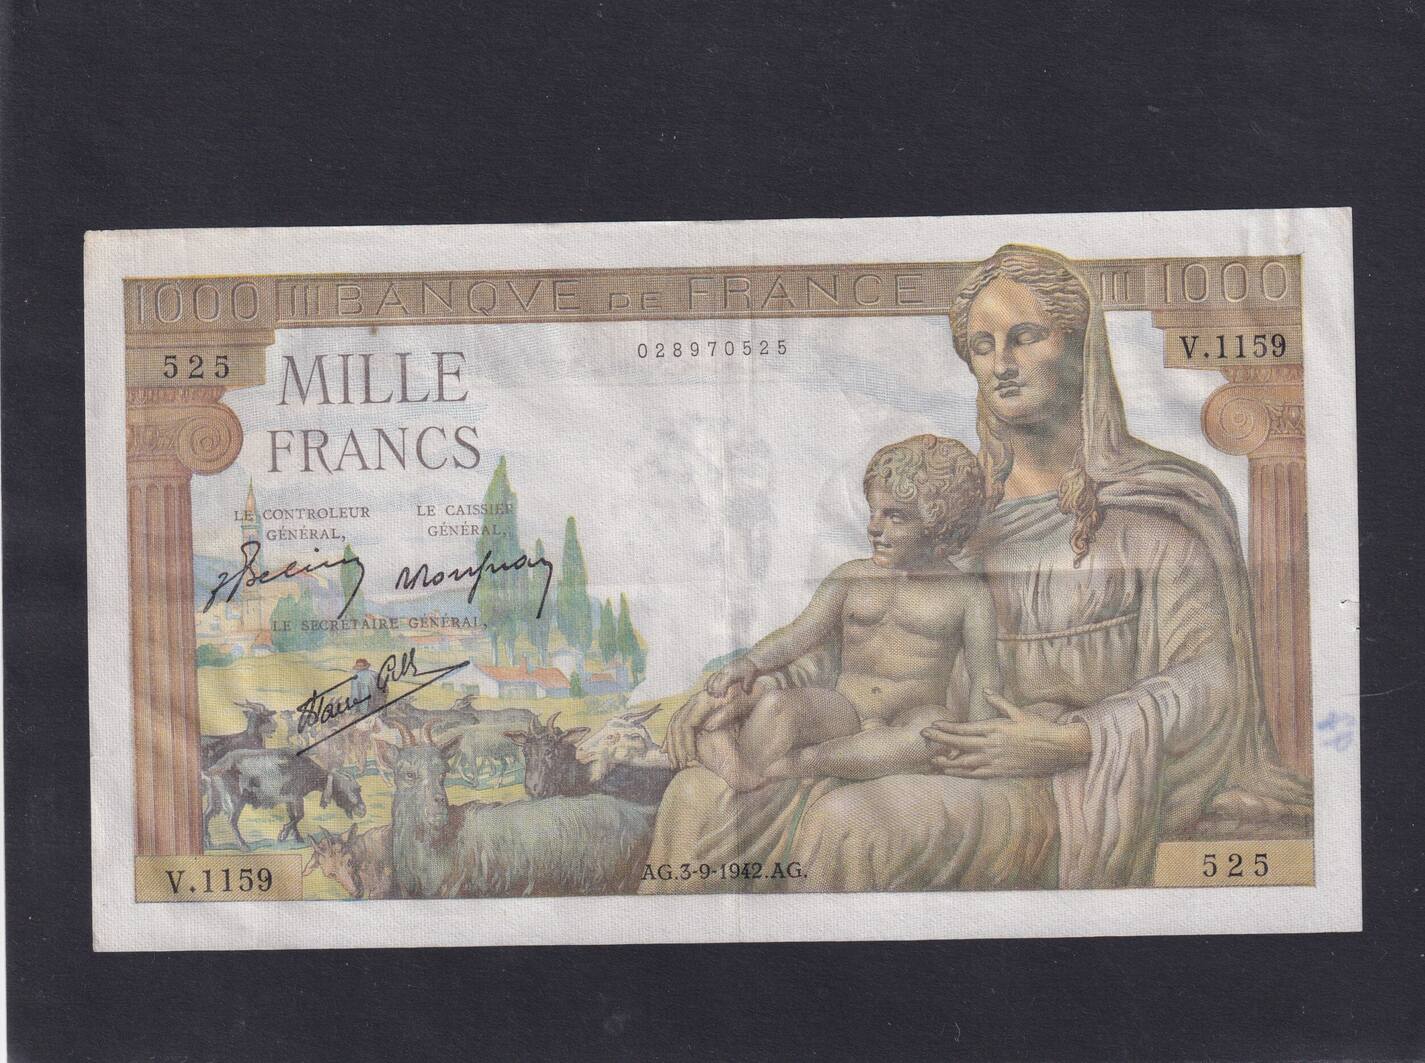 1000 BANQVE DE FRANCE 1000
525
V.1159
028970525
MILLE
FRANCS
LE CONTROLEUR
GÉNÉRAL,
LE CAISSIER
GÉNÉRAL,
LE SECRÉTAIRE GÉNÉRAL,
V.1159
AG.3-9-1942.AG.
525